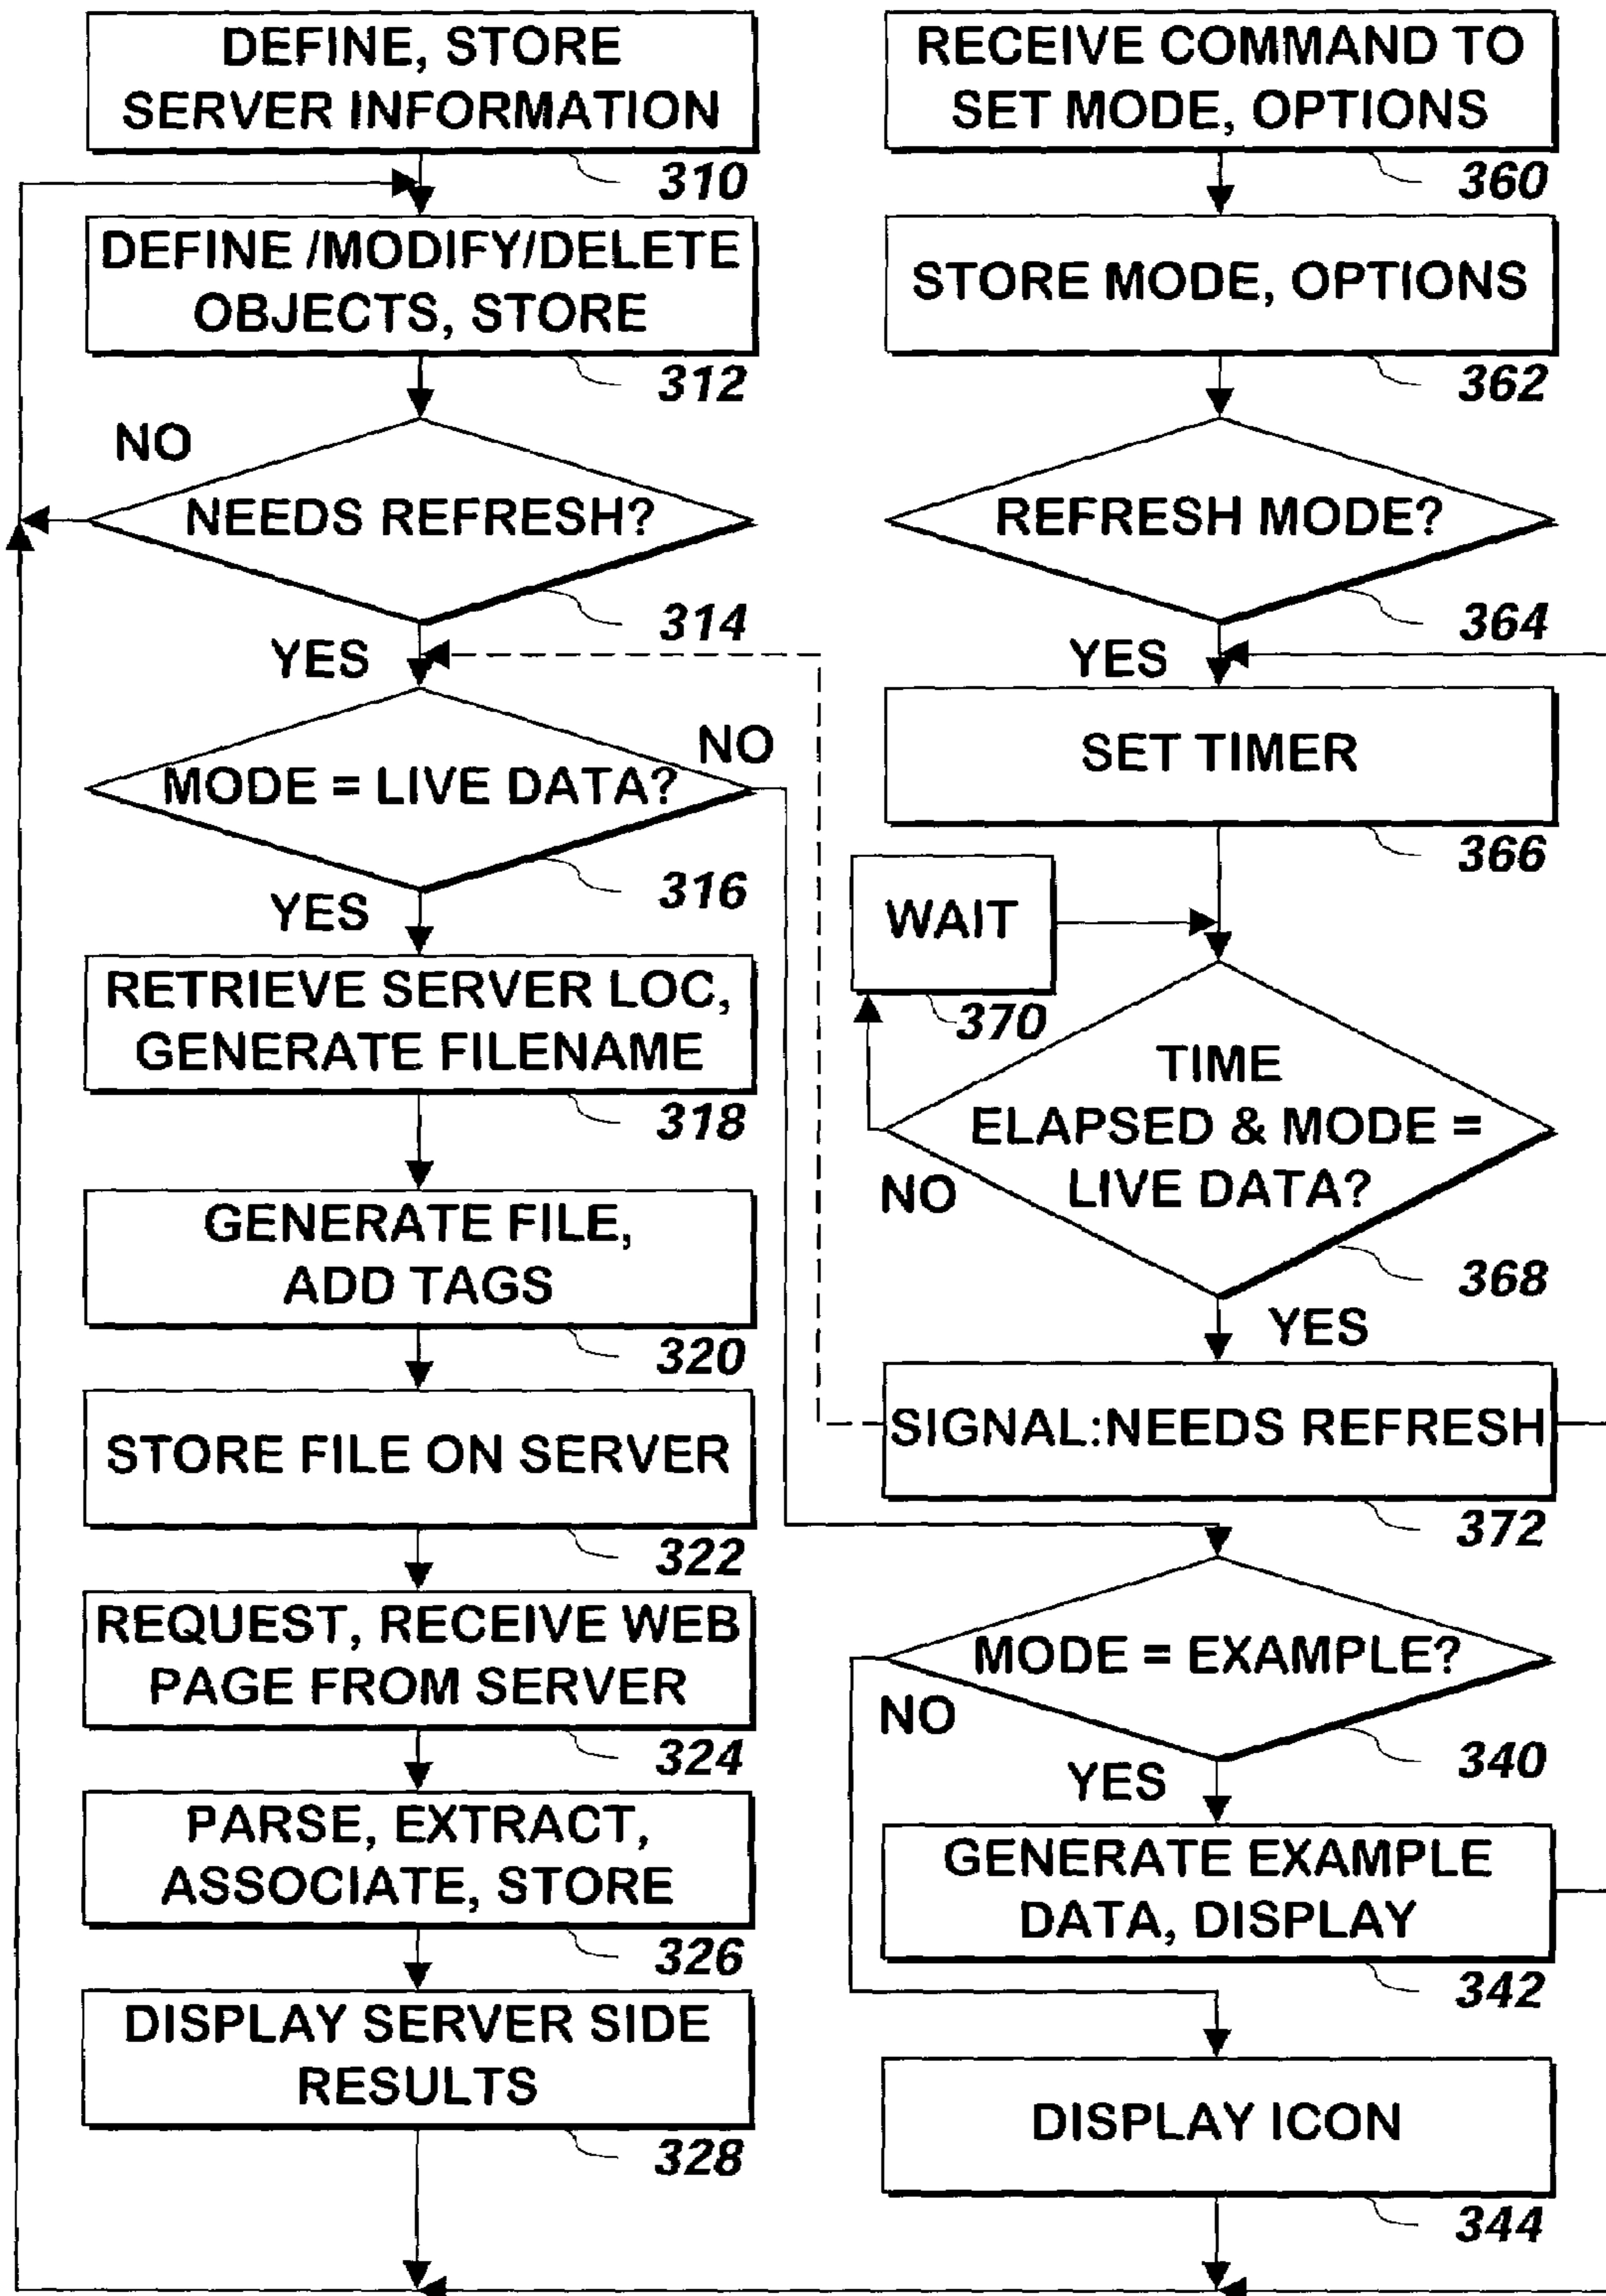 DEFINE, STORE
SERVER INFORMATION
310
DEFINE /MODIFY/DELETE
OBJECTS, STORE
312
NO
NEEDS REFRESH?
314
YES
MODE = LIVE DATA?
NO
316
YES
RETRIEVE SERVER LOC,
GENERATE FILENAME
318
GENERATE FILE,
ADD TAGS
320
STORE FILE ON SERVER
322
REQUEST, RECEIVE WEB
PAGE FROM SERVER
324
PARSE, EXTRACT,
ASSOCIATE, STORE
326
DISPLAY SERVER SIDE
RESULTS
328
RECEIVE COMMAND TO
SET MODE, OPTIONS
360
STORE MODE, OPTIONS
362
REFRESH MODE?
364
YES
SET TIMER
366
WAIT
370
TIME
ELAPSED & MODE =
LIVE DATA?
NO
368
YES
SIGNAL:NEEDS REFRESH
372
MODE = EXAMPLE?
NO
340
YES
GENERATE EXAMPLE
DATA, DISPLAY
342
DISPLAY ICON
344